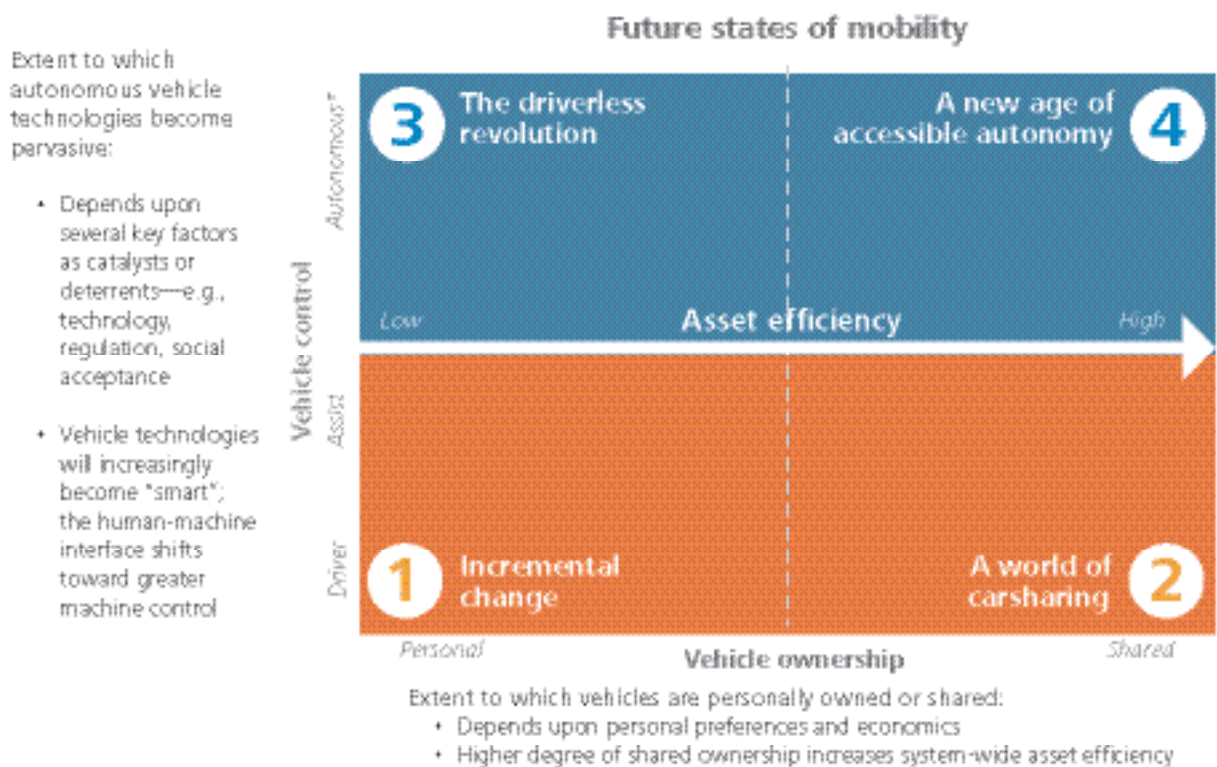 Future states of mobility
Extent to which
autonomous vehicle
technologies become
pervasive:
• Depends upon
several key factors
as catalysts or
deterrents—e.g.,
technology,
regulation, social
acceptance
• Vehicle technologies
will increasingly
become "smart";
the human-machine
interface shifts
toward greater
machine control
Vehicle control
Autonomous*
Assist
Driver
3
The driverless
revolution
A new age of
accessible autonomy
4
Low
Asset efficiency
High
1
Incremental
change
A world of
carsharing
2
Personal
Vehicle ownership
Shared
Extent to which vehicles are personally owned or shared:
• Depends upon personal preferences and economics
• Higher degree of shared ownership increases system-wide asset efficiency